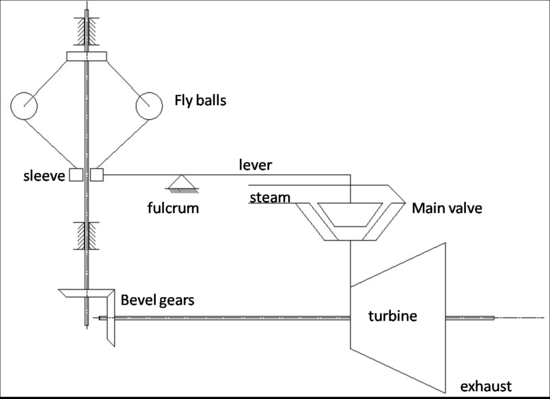 Fly balls
lever
sleeve
steam
fulcrum
Main valve
Bevel gears
turbine
exhaust